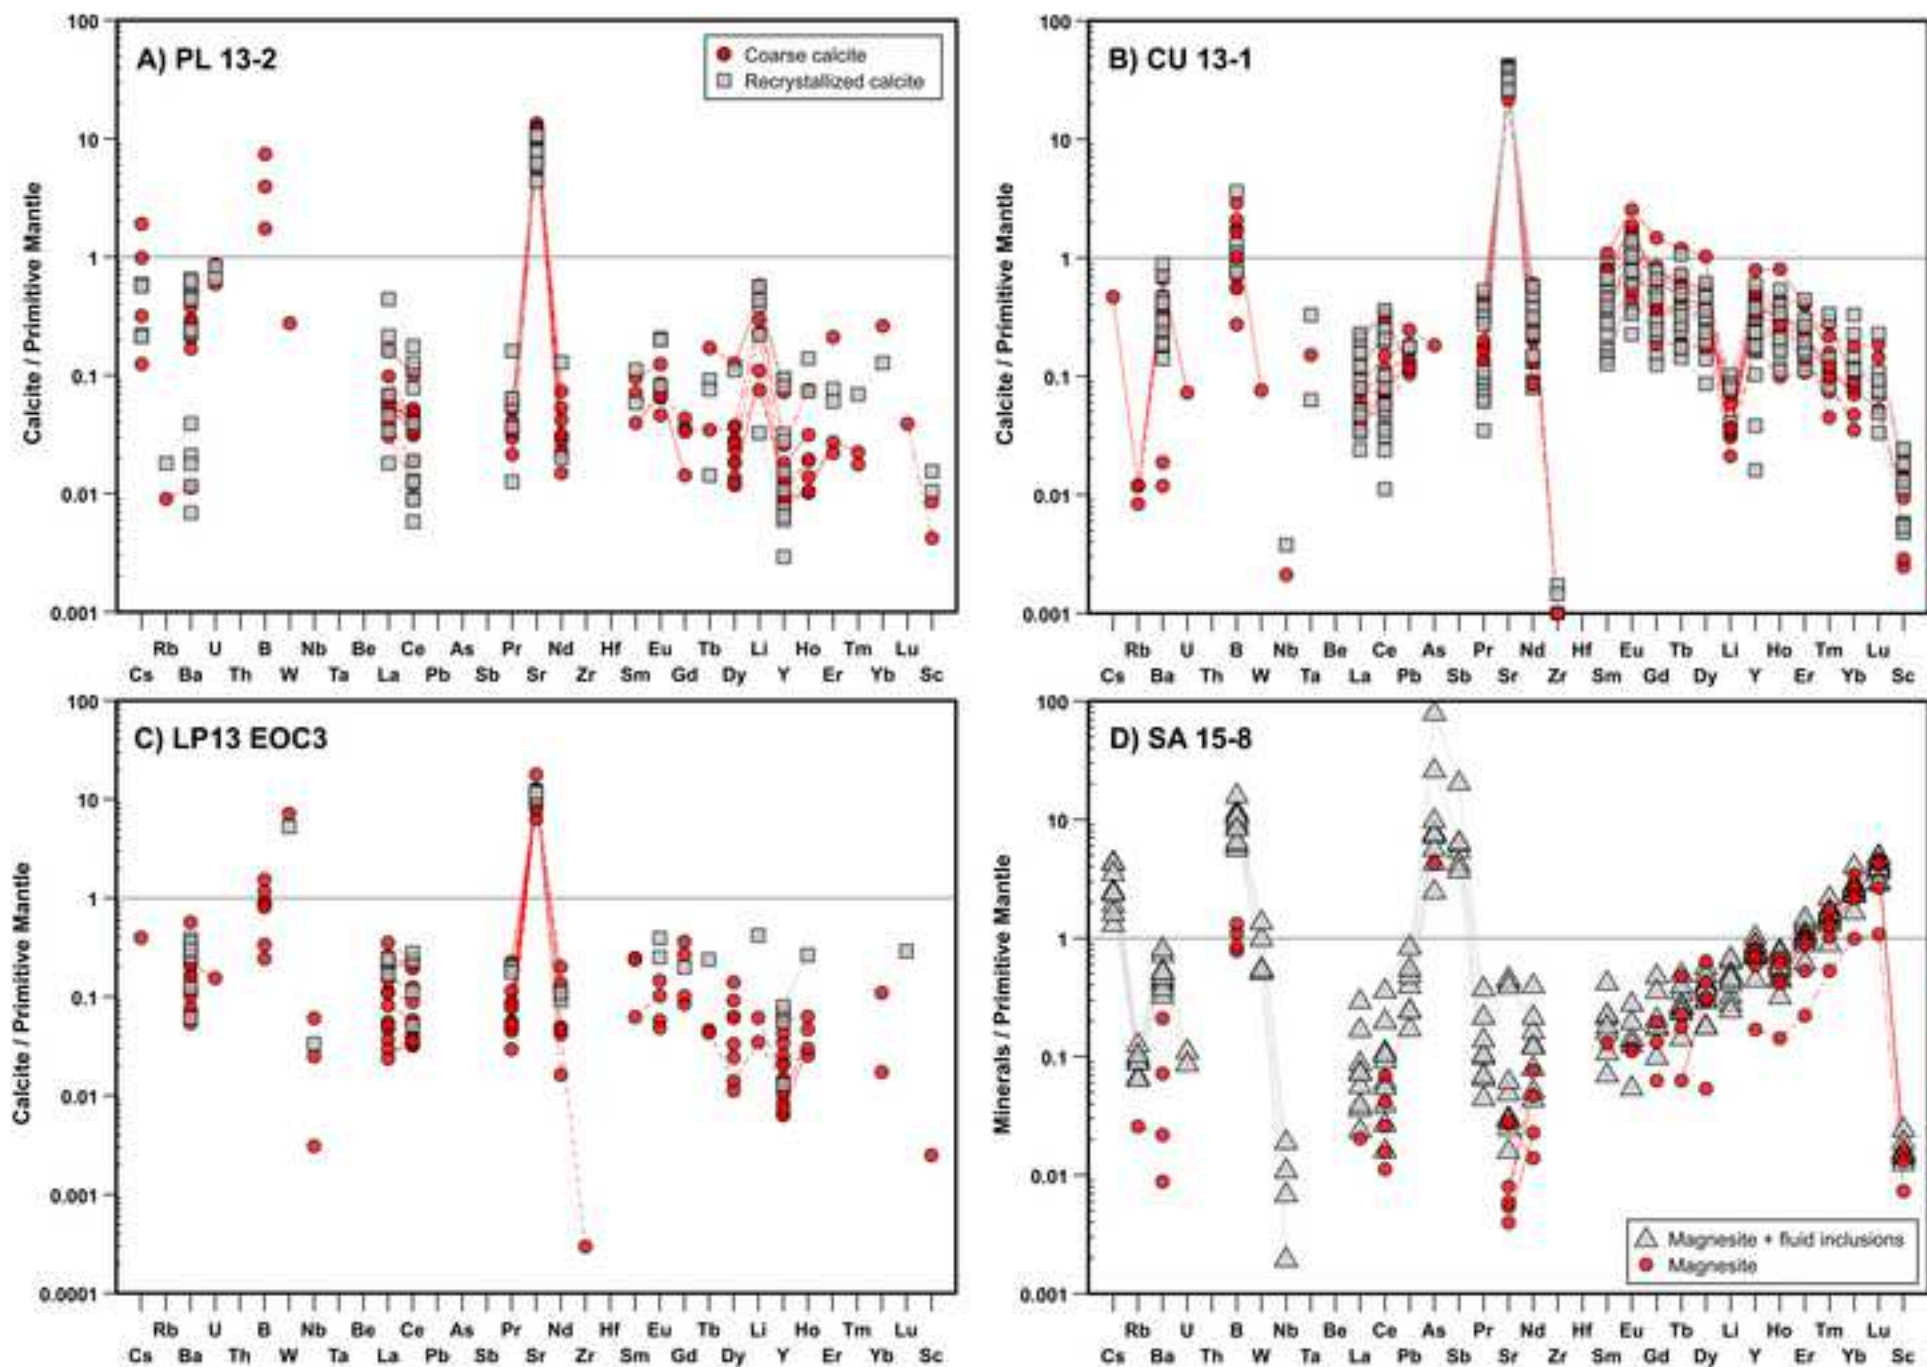 A) PL 13-2
Coarse calcite
Recrystallized calcite
Calcite / Primitive Mantle
100
10
1
0.1
0.01
0.001
Rb U B Nb Be Ce As Pr Nd Hf Eu Tb Li Ho Tm Lu
Cs Ba Th W Ta La Pb Sb Sr Zr Sm Gd Dy Y Er Yb Sc
B) CU 13-1
Calcite / Primitive Mantle
100
10
1
0.1
0.01
0.001
Rb U B Nb Be Ce As Pr Nd Hf Eu Tb Li Ho Tm Lu
Cs Ba Th W Ta La Pb Sb Sr Zr Sm Gd Dy Y Er Yb Sc
C) LP13 EOC3
Calcite / Primitive Mantle
100
10
1
0.1
0.01
0.001
0.0001
Rb U B Nb Be Ce As Pr Nd Hf Eu Tb Li Ho Tm Lu
Cs Ba Th W Ta La Pb Sb Sr Zr Sm Gd Dy Y Er Yb Sc
D) SA 15-8
Minerals / Primitive Mantle
100
10
1
0.1
0.01
0.001
Magnesite + fluid inclusions
Magnesite
Rb U B Nb Be Ce As Pr Nd Hf Eu Tb Li Ho Tm Lu
Cs Ba Th W Ta La Pb Sb Sr Zr Sm Gd Dy Y Er Yb Sc